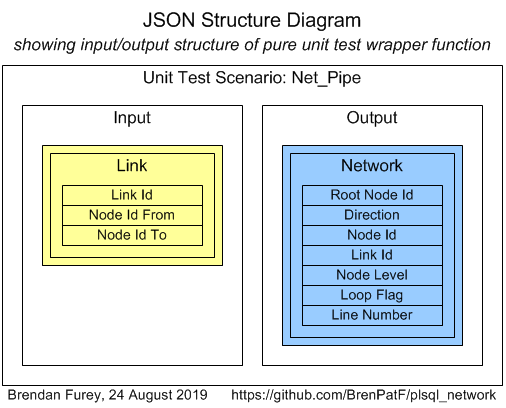 JSON Structure Diagram
showing input/output structure of pure unit test wrapper function
Unit Test Scenario: Net_Pipe
Input
Link
Link Id
Node Id From
Node Id To
Output
Network
Root Node Id
Direction
Node Id
Link Id
Node Level
Loop Flag
Line Number
Brendan Furey, 24 August 2019
https://github.com/BrenPatF/plsql_network